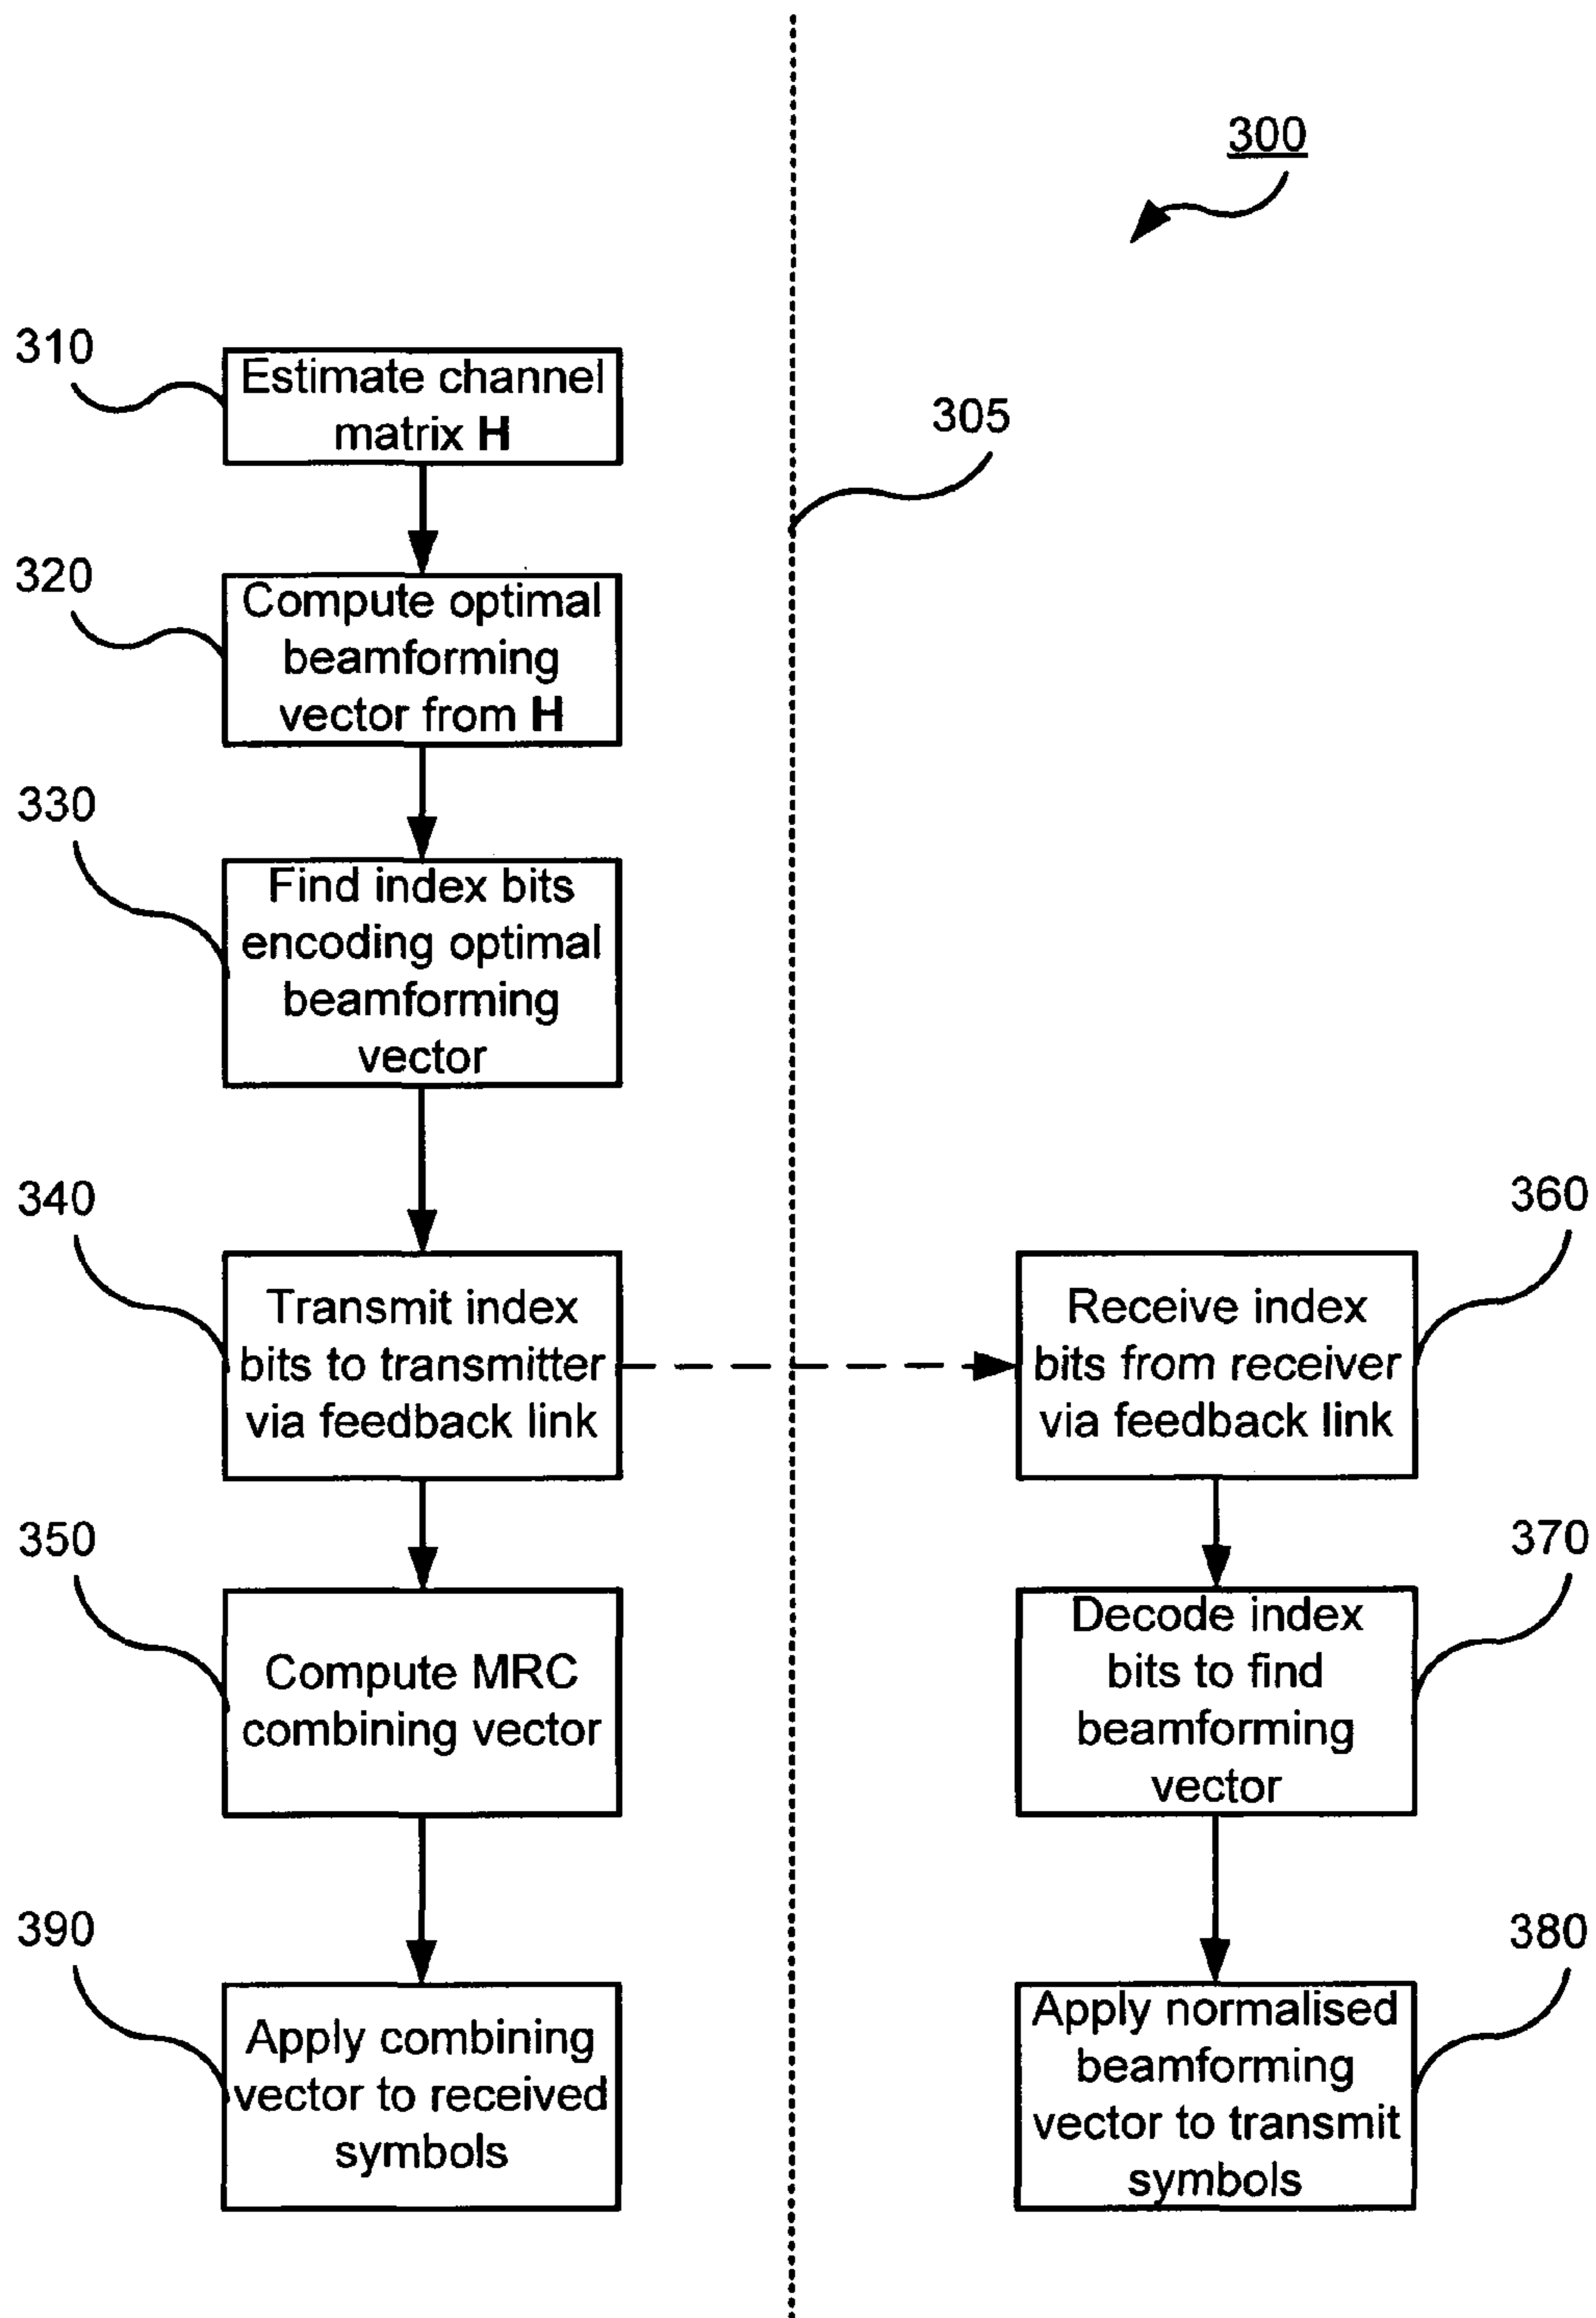 300
310
Estimate channel
matrix H
305
320
Compute optimal
beamforming
vector from H
330
Find index bits
encoding optimal
beamforming
vector
340
Transmit index
bits to transmitter
via feedback link
360
Receive index
bits from receiver
via feedback link
350
Compute MRC
combining vector
370
Decode index
bits to find
beamforming
vector
390
Apply combining
vector to received
symbols
380
Apply normalised
beamforming
vector to transmit
symbols